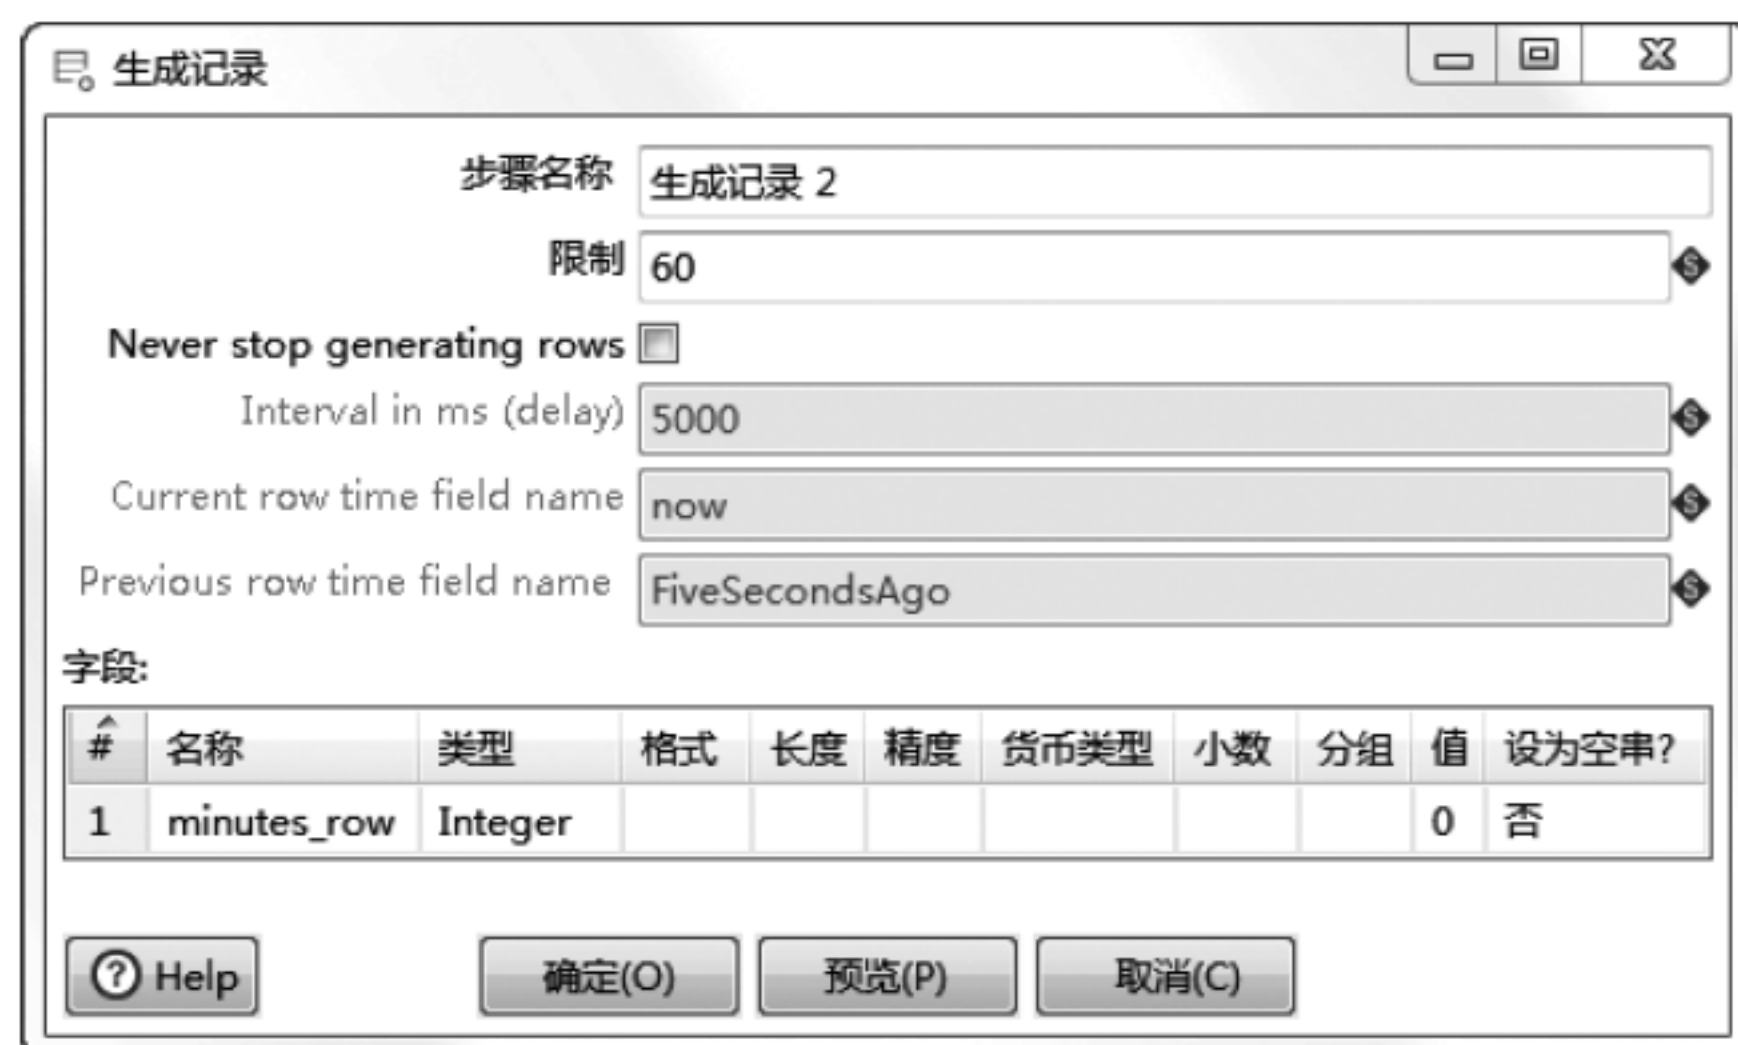 生成记录
步骤名称 生成记录 2
限制 60
Never stop generating rows
Interval in ms (delay) 5000
Current row time field name now
Previous row time field name FiveSecondsAgo
字段:
# 名称 类型 格式 长度 精度 货币类型 小数 分组 值 设为空串?
1 minutes_row Integer 0 否
Help 确定(O) 预览(P) 取消(C)